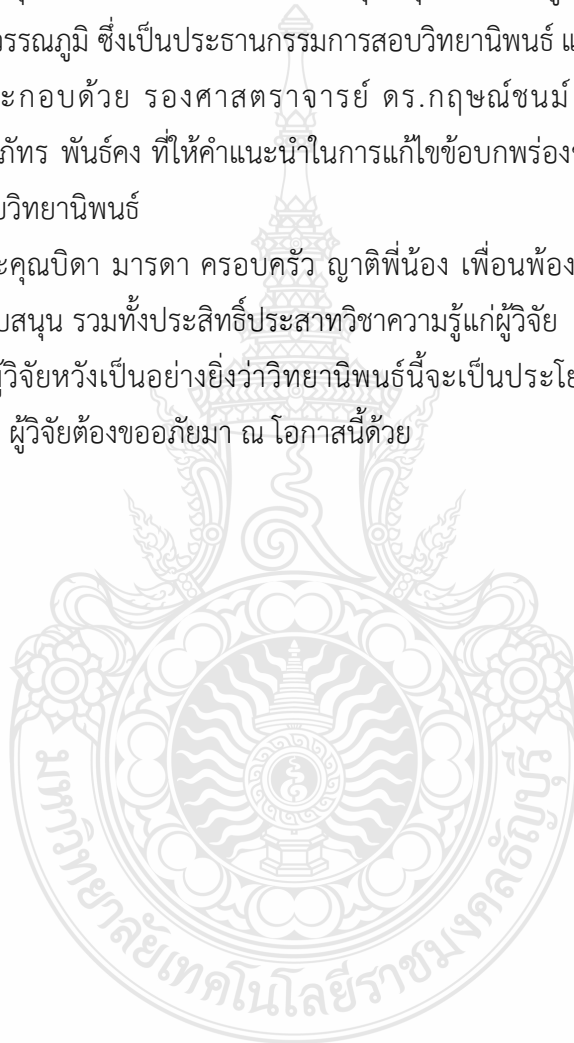 วรรณภูมิ ซึ่งเป็นประธานกรรมการสอบวิทยานิพนธ์ แ
ะกอบด้วย รองศาสตราจารย์ ดร.กฤษณ์ชนม์
ภัทร พันธ์คง ที่ให้คำแนะนำในการแก้ไขข้อบกพร่อง
บวิทยานิพนธ์
ะคุณบิดา มารดา ครอบครัว ญาติพี่น้อง เพื่อนพ้อง
บสนุน รวมทั้งประสิทธิ์ประสาทวิชาความรู้แก่ผู้วิจัย
ผู้วิจัยหวังเป็นอย่างยิ่งว่าวิทยานิพนธ์นี้จะเป็นประโย
ผู้วิจัยต้องขออภัยมา ณ โอกาสนี้ด้วย
มหาวิทยาลัยเทคโนโลยีราชมงคลธัญบุรี